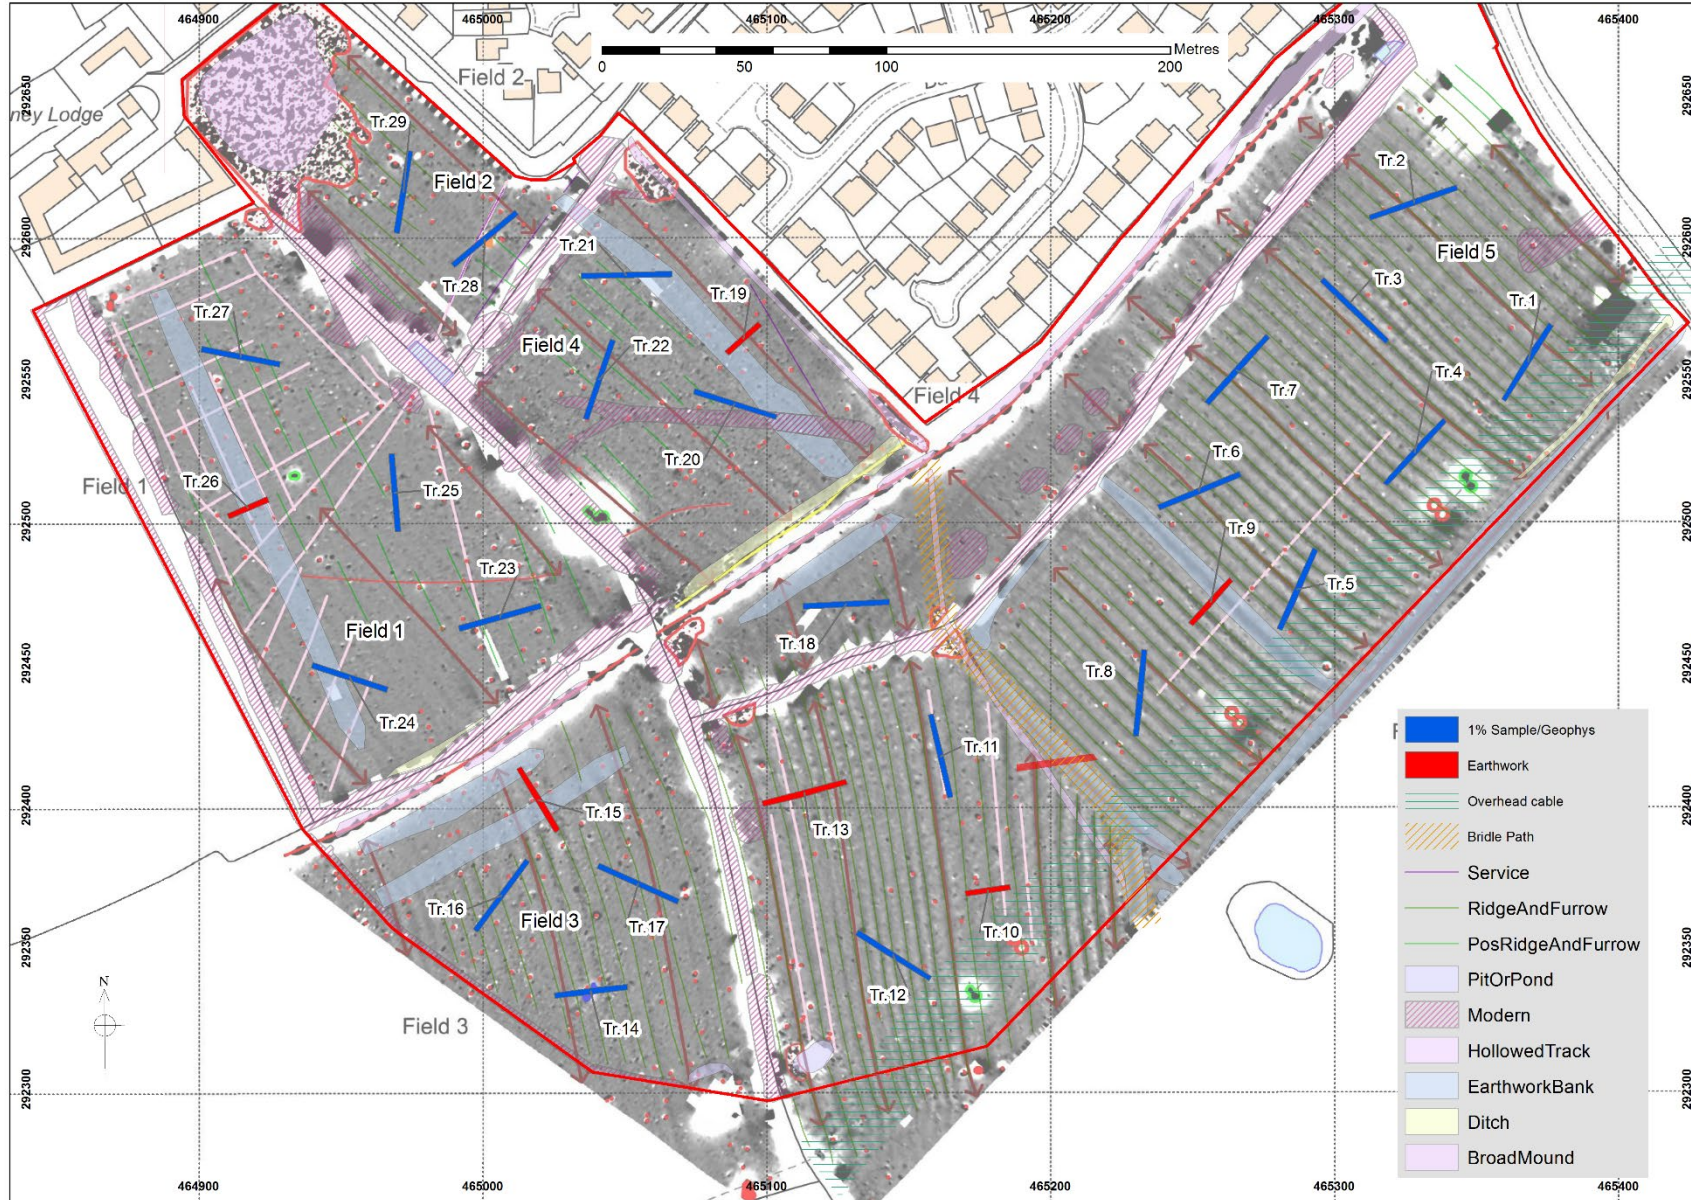 464900
465000
465100
465200
465300
465400
Metres
0
50
100
200
Field 2
292650
292650
ney Lodge
Tr.29
Field 2
Tr.2
292600
292600
Tr.21
Field 5
Tr.28
Tr.19
Tr.3
Tr.27
Tr.1
Field 4
Tr.22
292550
292550
Tr.4
Tr.7
Field 4
Tr.20
Tr.6
Field 1
Tr.26
Tr.25
292500
292500
Tr.9
Tr.23
Tr.5
Field 1
Tr.18
292450
292450
Tr.8
Tr.24
F
Tr.11
1% Sample/Geophys
Earthwork
Overhead cable
Bridle Path
Service
RidgeAndFurrow
PosRidgeAndFurrow
PitOrPond
Modern
HollowedTrack
EarthworkBank
Ditch
BroadMound
292400
292400
Tr.15
Tr.13
Tr.16
Field 3
Tr.17
Tr.10
292350
292350
N
Tr.12
Field 3
Tr.14
292300
292300
464900
465000
465100
465200
465300
465400